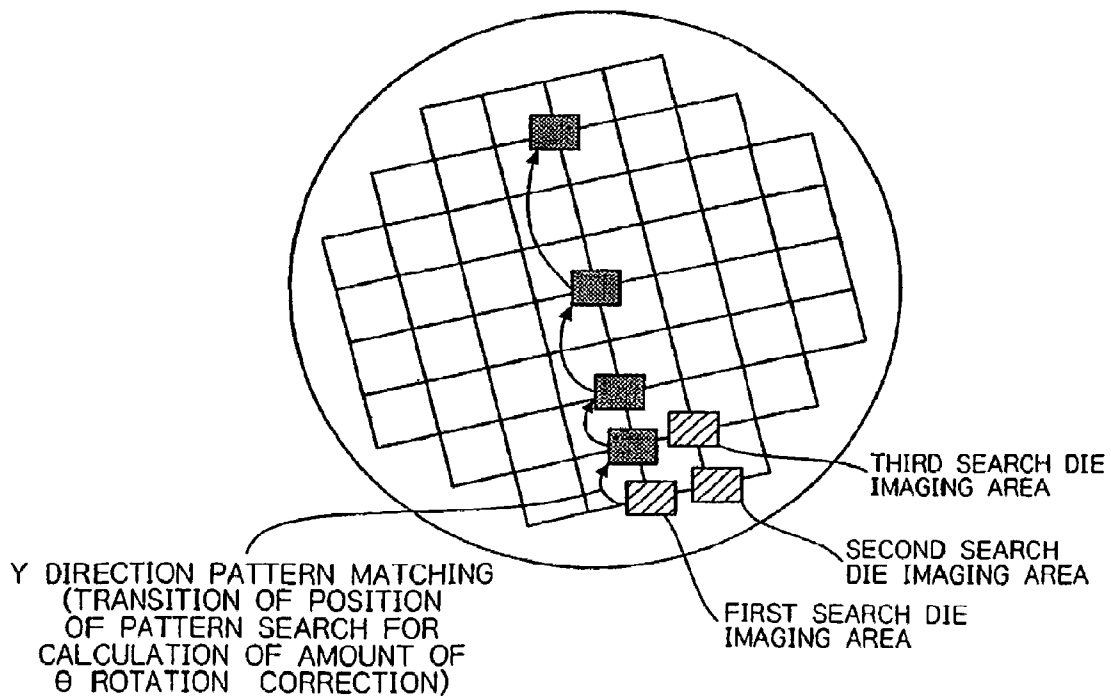 THIRD SEARCH DIE
IMAGING AREA
SECOND SEARCH
DIE IMAGING AREA
FIRST SEARCH DIE
IMAGING AREA
Y DIRECTION PATTERN MATCHING
(TRANSITION OF POSITION
OF PATTERN SEARCH FOR
CALCULATION OF AMOUNT OF
θ ROTATION CORRECTION)